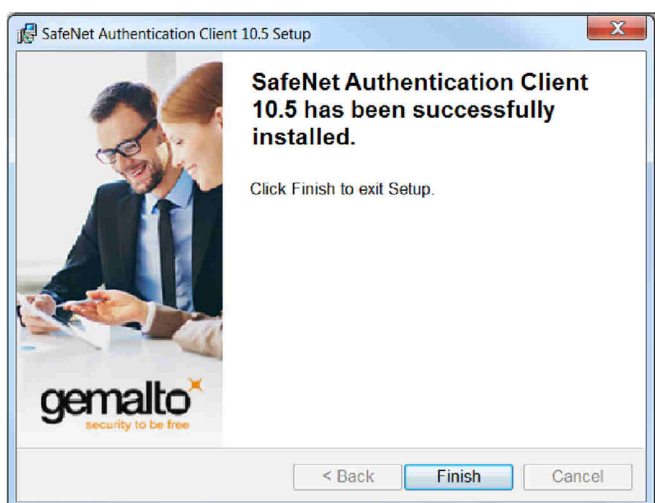 SafeNet Authentication Client 10.5 Setup
SafeNet Authentication Client
10.5 has been successfully
installed.
Click Finish to exit Setup.
gemalto
security to be free
< Back
Finish
Cancel